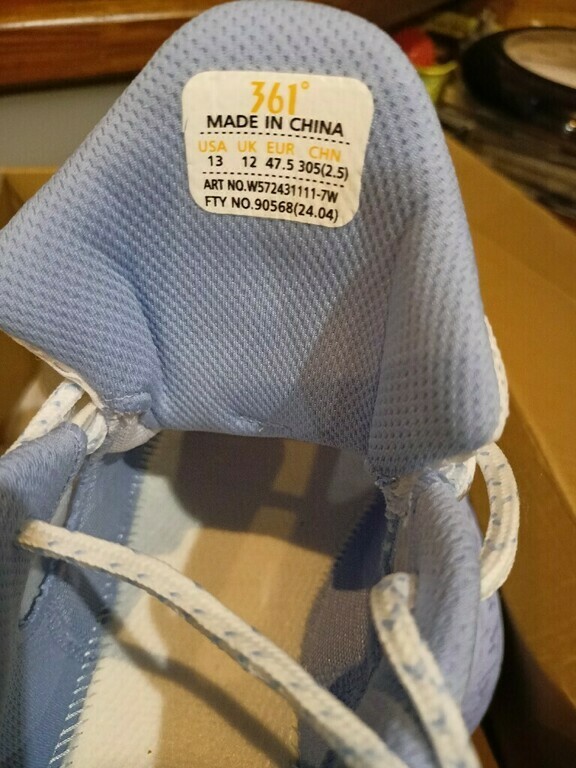 361°
MADE IN CHINA
USA UK EUR CHN
13 12 47.5 305(2.5)
ART NO.W572431111-7W
FTY NO.90568(24.04)